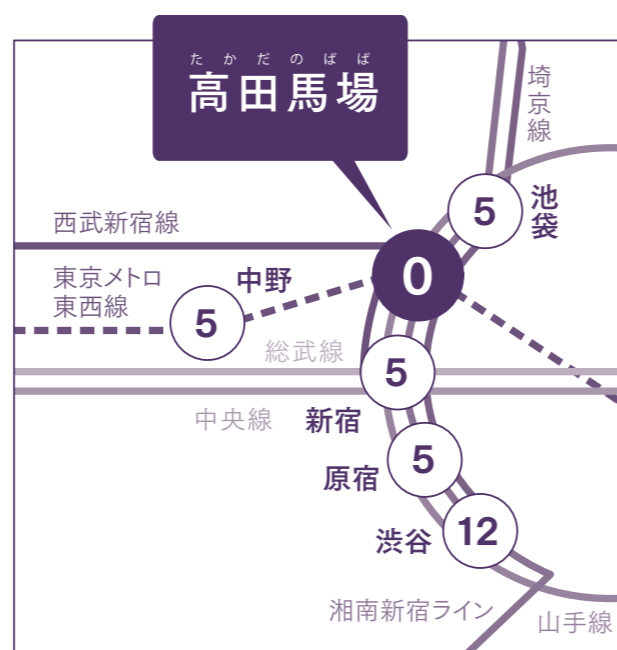 たかだのばば
高田馬場
埼京線
5
池袋
西武新宿線
0
東京メトロ
東西線
中野
5
総武線
5
中央線
新宿
5
原宿
12
渋谷
湘南新宿ライン
山手線